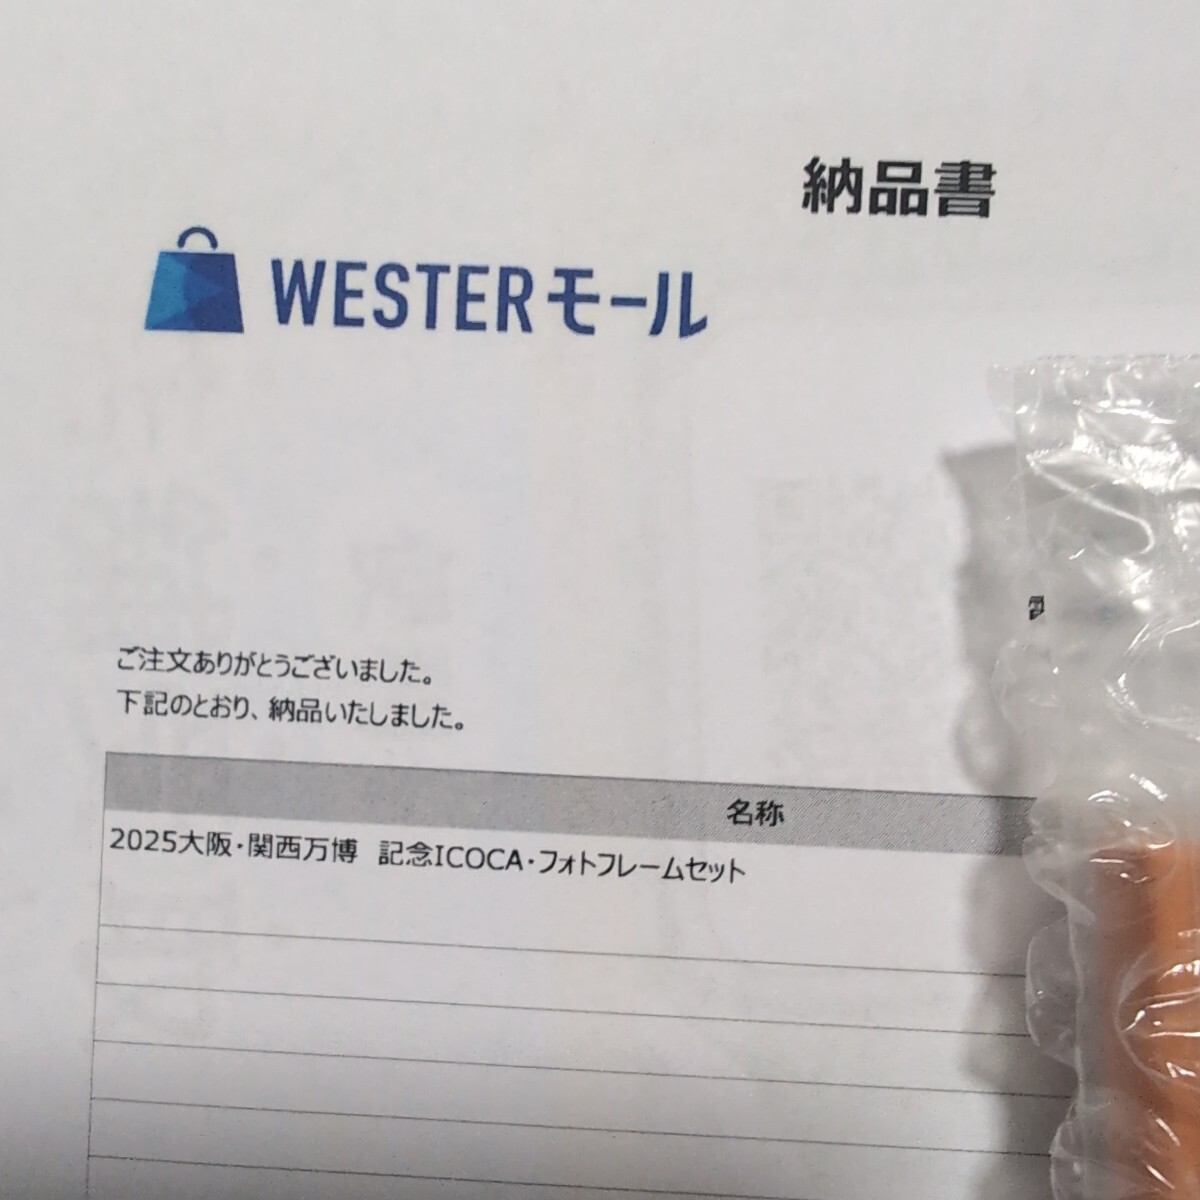 納品書
WESTERモール
ご注文ありがとうございました。
下記のとおり、納品いたしました。
名称
2025大阪・関西万博　記念ICOCA・フォトフレームセット